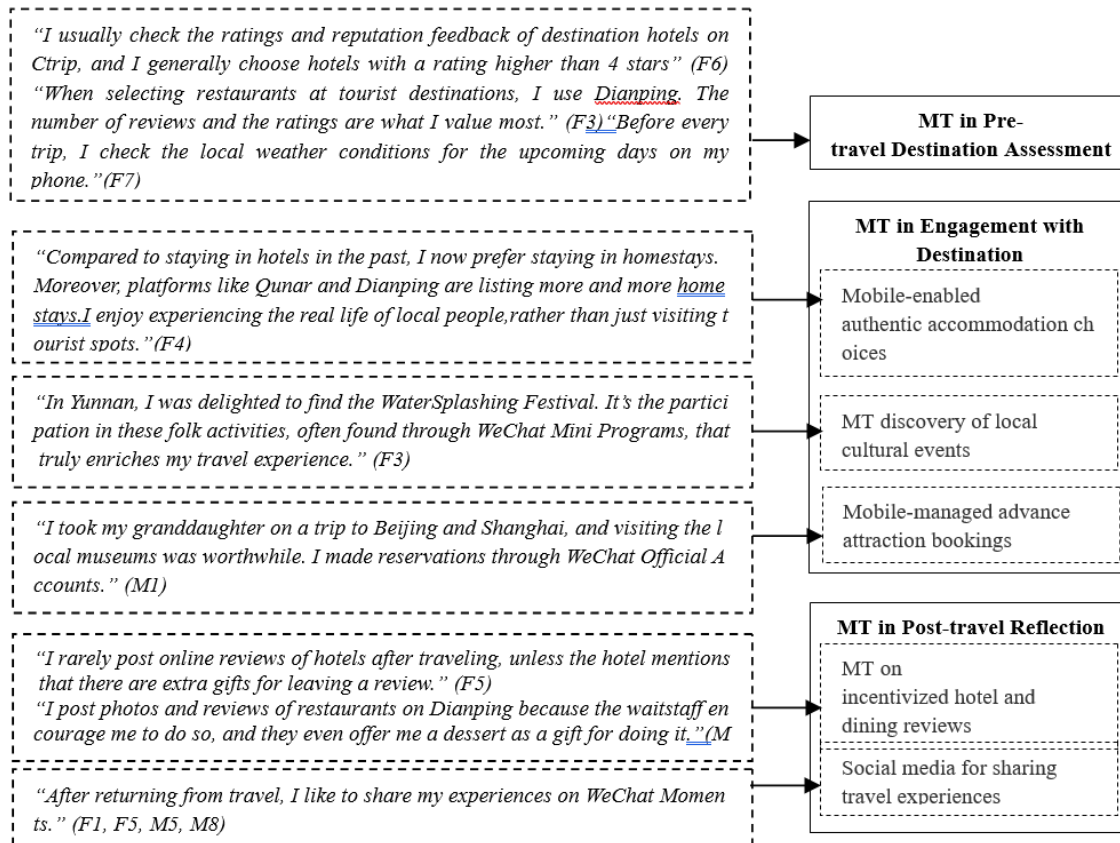 “I usually check the ratings and reputation feedback of destination hotels on
Ctrip, and I generally choose hotels with a rating higher than 4 stars” (F6)
“When selecting restaurants at tourist destinations, I use Dianping. The
number of reviews and the ratings are what I value most.” (F3)“Before every
trip, I check the local weather conditions for the upcoming days on my
phone.”(F7)
MT in Pre-
travel Destination Assessment
“Compared to staying in hotels in the past, I now prefer staying in homestays.
Moreover, platforms like Qunar and Dianping are listing more and more home
stays.I enjoy experiencing the real life of local people,rather than just visiting t
ourist spots.”(F4)
MT in Engagement with
Destination
Mobile-enabled
authentic accommodation ch
oices
“In Yunnan, I was delighted to find the WaterSplashing Festival. It’s the partici
pation in these folk activities, often found through WeChat Mini Programs, that
truly enriches my travel experience.” (F3)
MT discovery of local
cultural events
“I took my granddaughter on a trip to Beijing and Shanghai, and visiting the l
ocal museums was worthwhile. I made reservations through WeChat Official A
ccounts.” (M1)
Mobile-managed advance
attraction bookings
MT in Post-travel Reflection
“I rarely post online reviews of hotels after traveling, unless the hotel mentions
that there are extra gifts for leaving a review.” (F5)
“I post photos and reviews of restaurants on Dianping because the waitstaff en
courage me to do so, and they even offer me a dessert as a gift for doing it.”(M
MT on
incentivized hotel and
dining reviews
“After returning from travel, I like to share my experiences on WeChat Momen
ts.” (F1, F5, M5, M8)
Social media for sharing
travel experiences